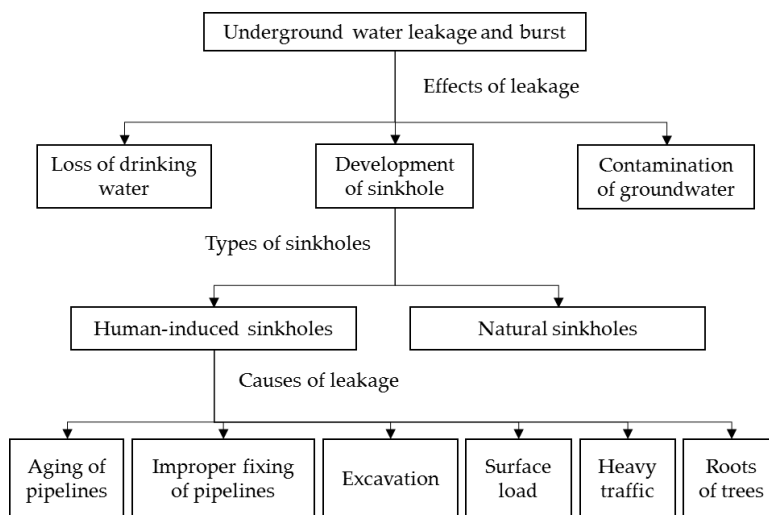 Underground water leakage and burst
Effects of leakage
Loss of drinking
water
Development
of sinkhole
Contamination
of groundwater
Types of sinkholes
Human-induced sinkholes
Natural sinkholes
Causes of leakage
Aging of
pipelines
Improper fixing
of pipelines
Excavation
Surface
load
Heavy
traffic
Roots
of trees